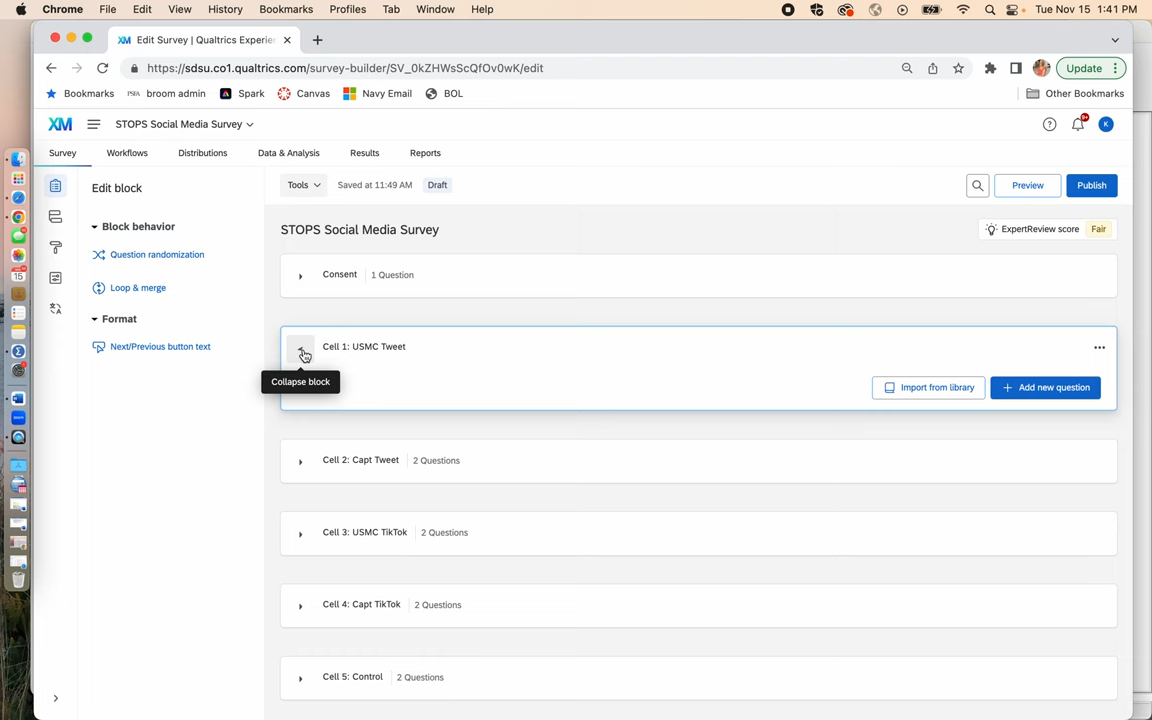 Chrome File Edit View History Bookmarks Profiles Tab Window Help Tue Nov 15 1:41 PM
XM Edit Survey | Qualtrics Experien
https://sdsu.co1.qualtrics.com/survey-builder/SV_0kZHWsScQfOv0wK/edit Update
Bookmarks broom admin Spark Canvas Navy Email BOL Other Bookmarks
XM STOPS Social Media Survey 9+ K
Survey Workflows Distributions Data & Analysis Results Reports
Edit block Tools Saved at 11:49 AM Draft Preview Publish
Block behavior
STOPS Social Media Survey ExpertReview score Fair
Question randomization
Consent 1 Question
Loop & merge
Format
Next/Previous button text
Cell 1: USMC Tweet
Collapse block
Import from library Add new question
Cell 2: Capt Tweet 2 Questions
Cell 3: USMC TikTok 2 Questions
Cell 4: Capt TikTok 2 Questions
Cell 5: Control 2 Questions